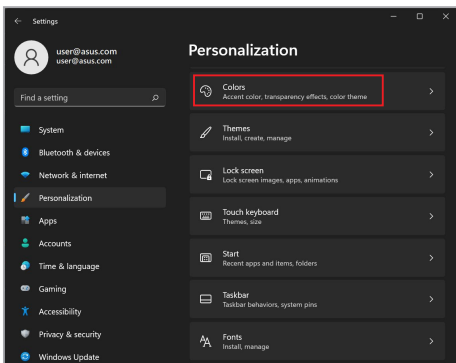 Settings
user@asus.com
user@asus.com
Find a setting
System
Bluetooth & devices
Network & internet
Personalization
Apps
Accounts
Time & language
Gaming
Accessibility
Privacy & security
Windows Update
Personalization
Colors
Accent color, transparency effects, color theme
Themes
Install, create, manage
Lock screen
Lock screen images, apps, animations
Touch keyboard
Themes, size
Start
Recent apps and items, folders
Taskbar
Taskbar behaviors, system pins
Fonts
Install, manage